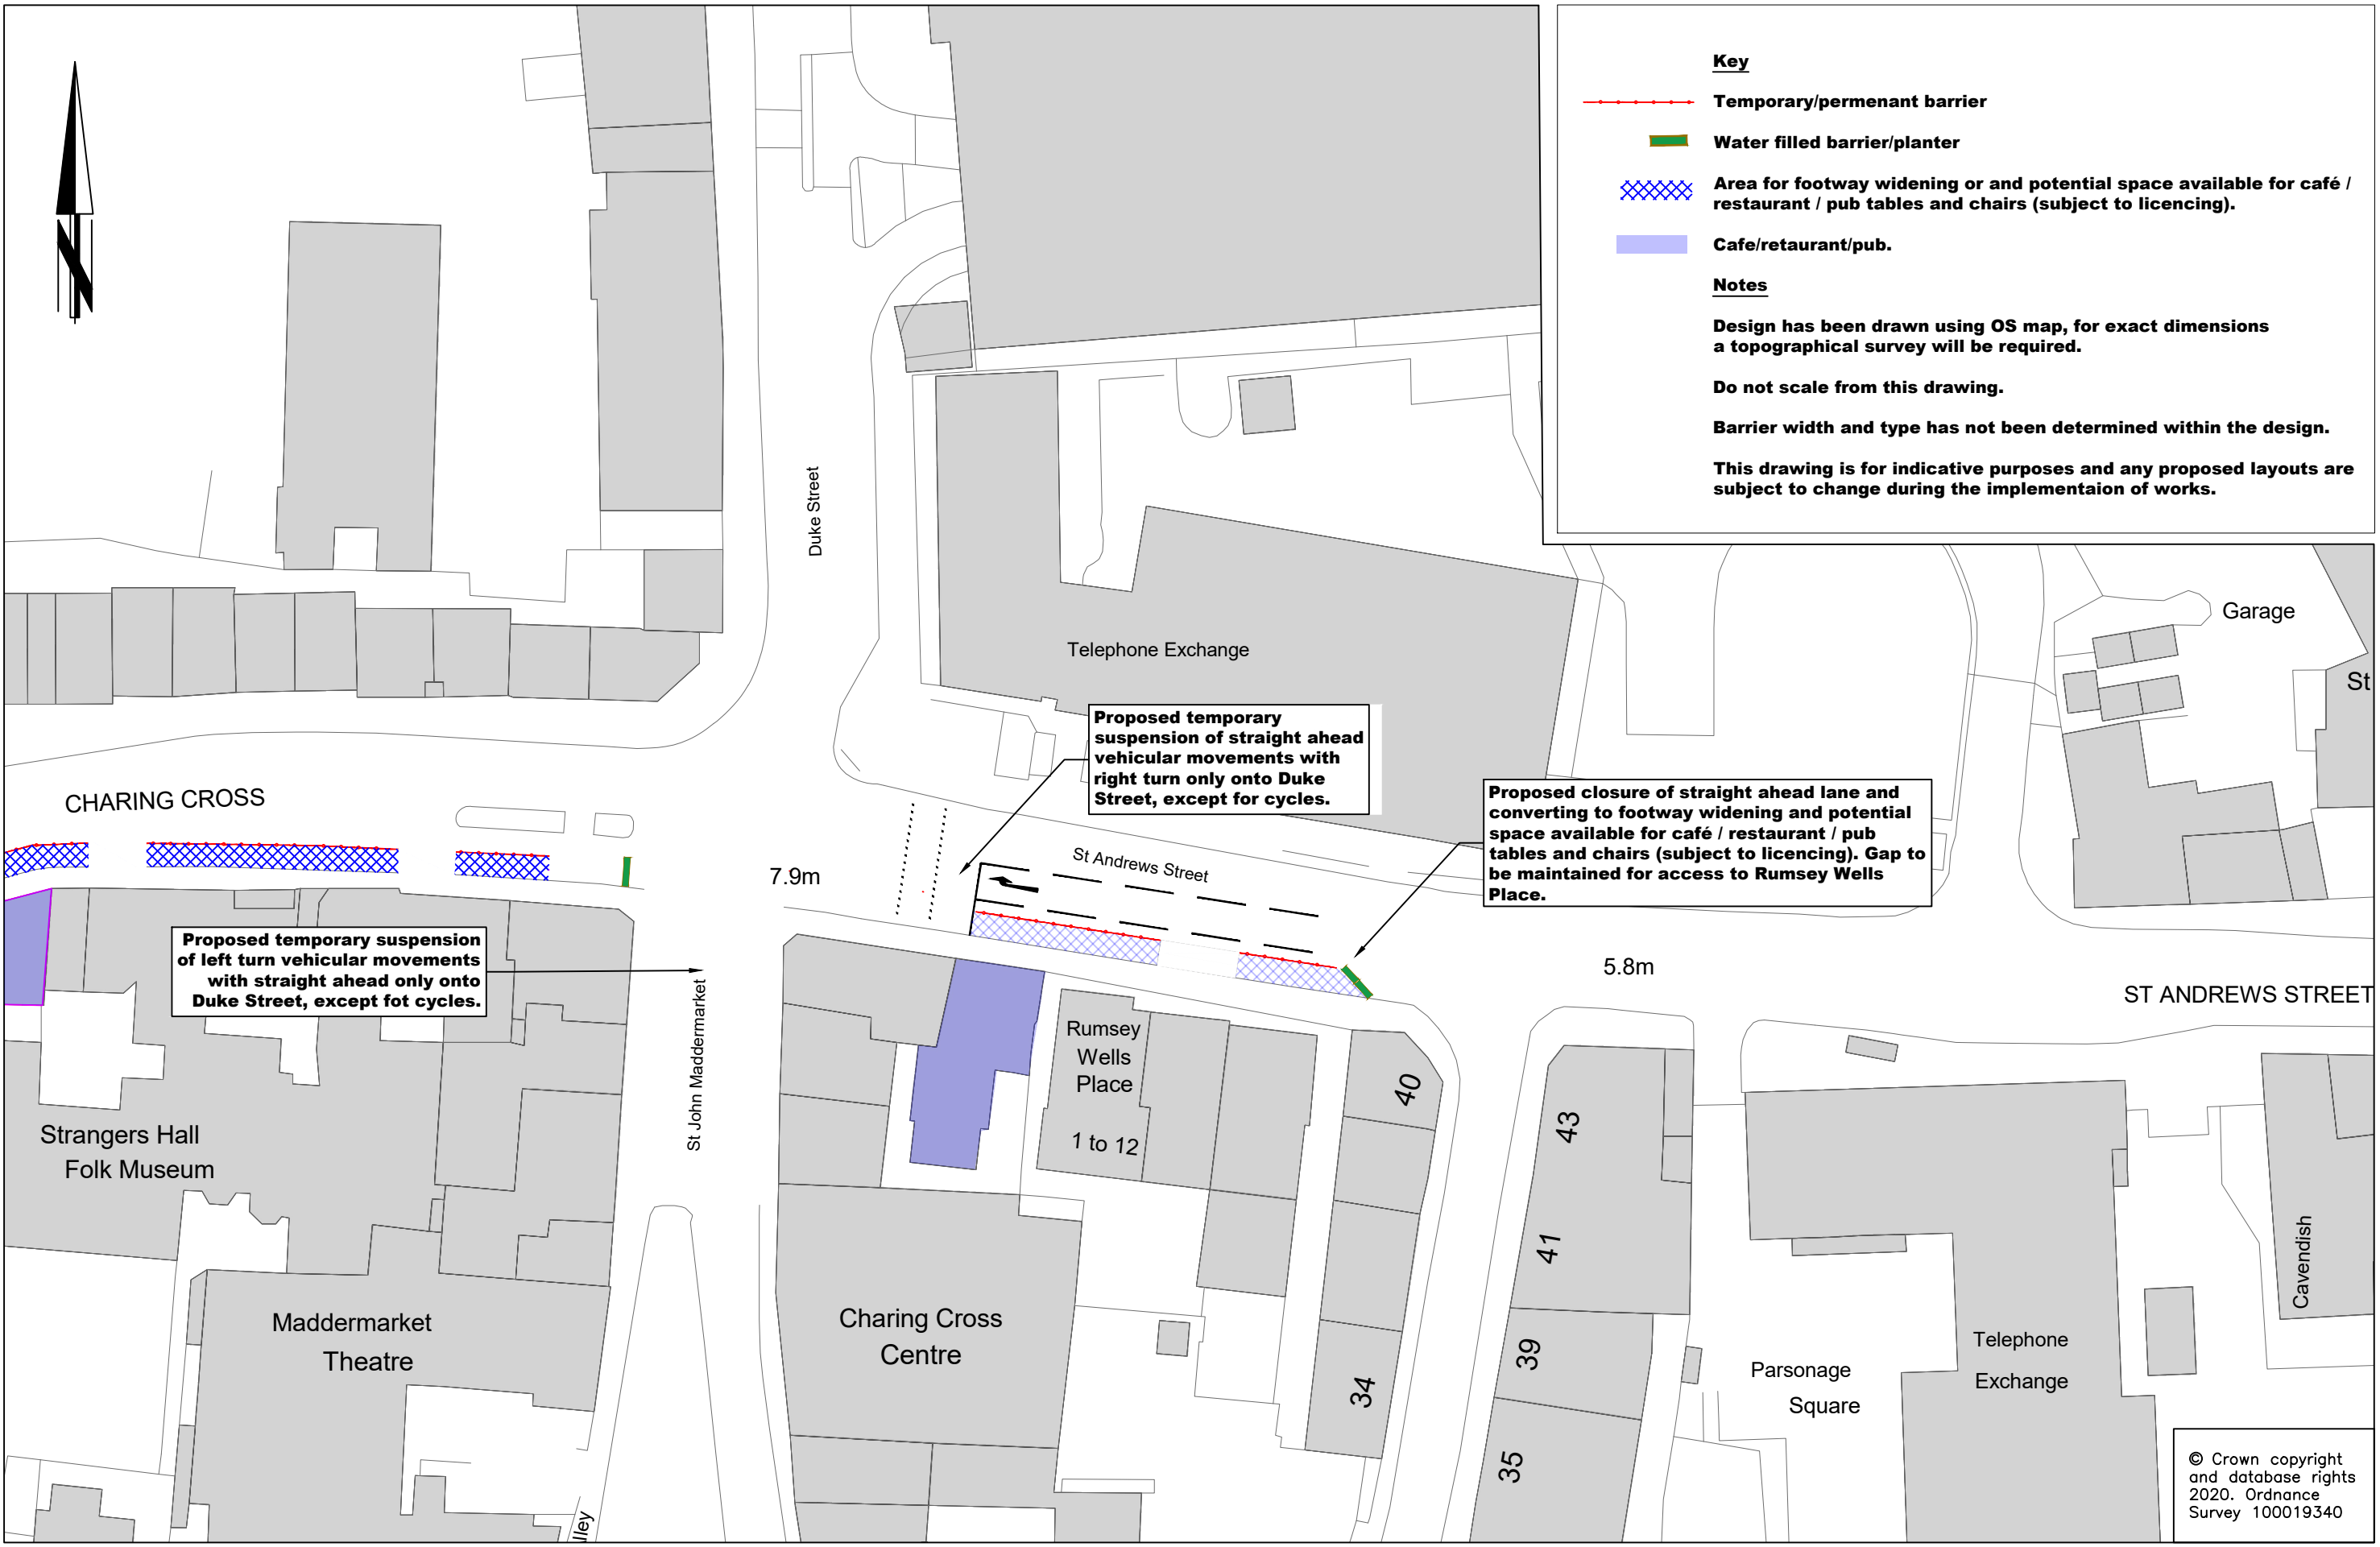 Key
Temporary/permenant barrier
Water filled barrier/planter
Area for footway widening or and potential space available for café /
restaurant / pub tables and chairs (subject to licencing).
Cafe/retaurant/pub.
Notes
Design has been drawn using OS map, for exact dimensions
a topographical survey will be required.
Do not scale from this drawing.
Barrier width and type has not been determined within the design.
This drawing is for indicative purposes and any proposed layouts are
subject to change during the implementaion of works.
N
Duke Street
Garage
Telephone Exchange
St
Proposed temporary
suspension of straight ahead
vehicular movements with
right turn only onto Duke
Street, except for cycles.
CHARING CROSS
Proposed closure of straight ahead lane and
converting to footway widening and potential
space available for café / restaurant / pub
tables and chairs (subject to licencing). Gap to
be maintained for access to Rumsey Wells
Place.
St Andrews Street
7.9m
5.8m
ST ANDREWS STREET
Proposed temporary suspension
of left turn vehicular movements
with straight ahead only onto
Duke Street, except fot cycles.
St John Maddermarket
Rumsey
Wells
Place
1 to 12
40
43
Strangers Hall
Folk Museum
41
Cavendish
Maddermarket
Theatre
Charing Cross
Centre
39
34
35
Parsonage
Square
Telephone
Exchange
lley
© Crown copyright
and database rights
2020. Ordnance
Survey 100019340